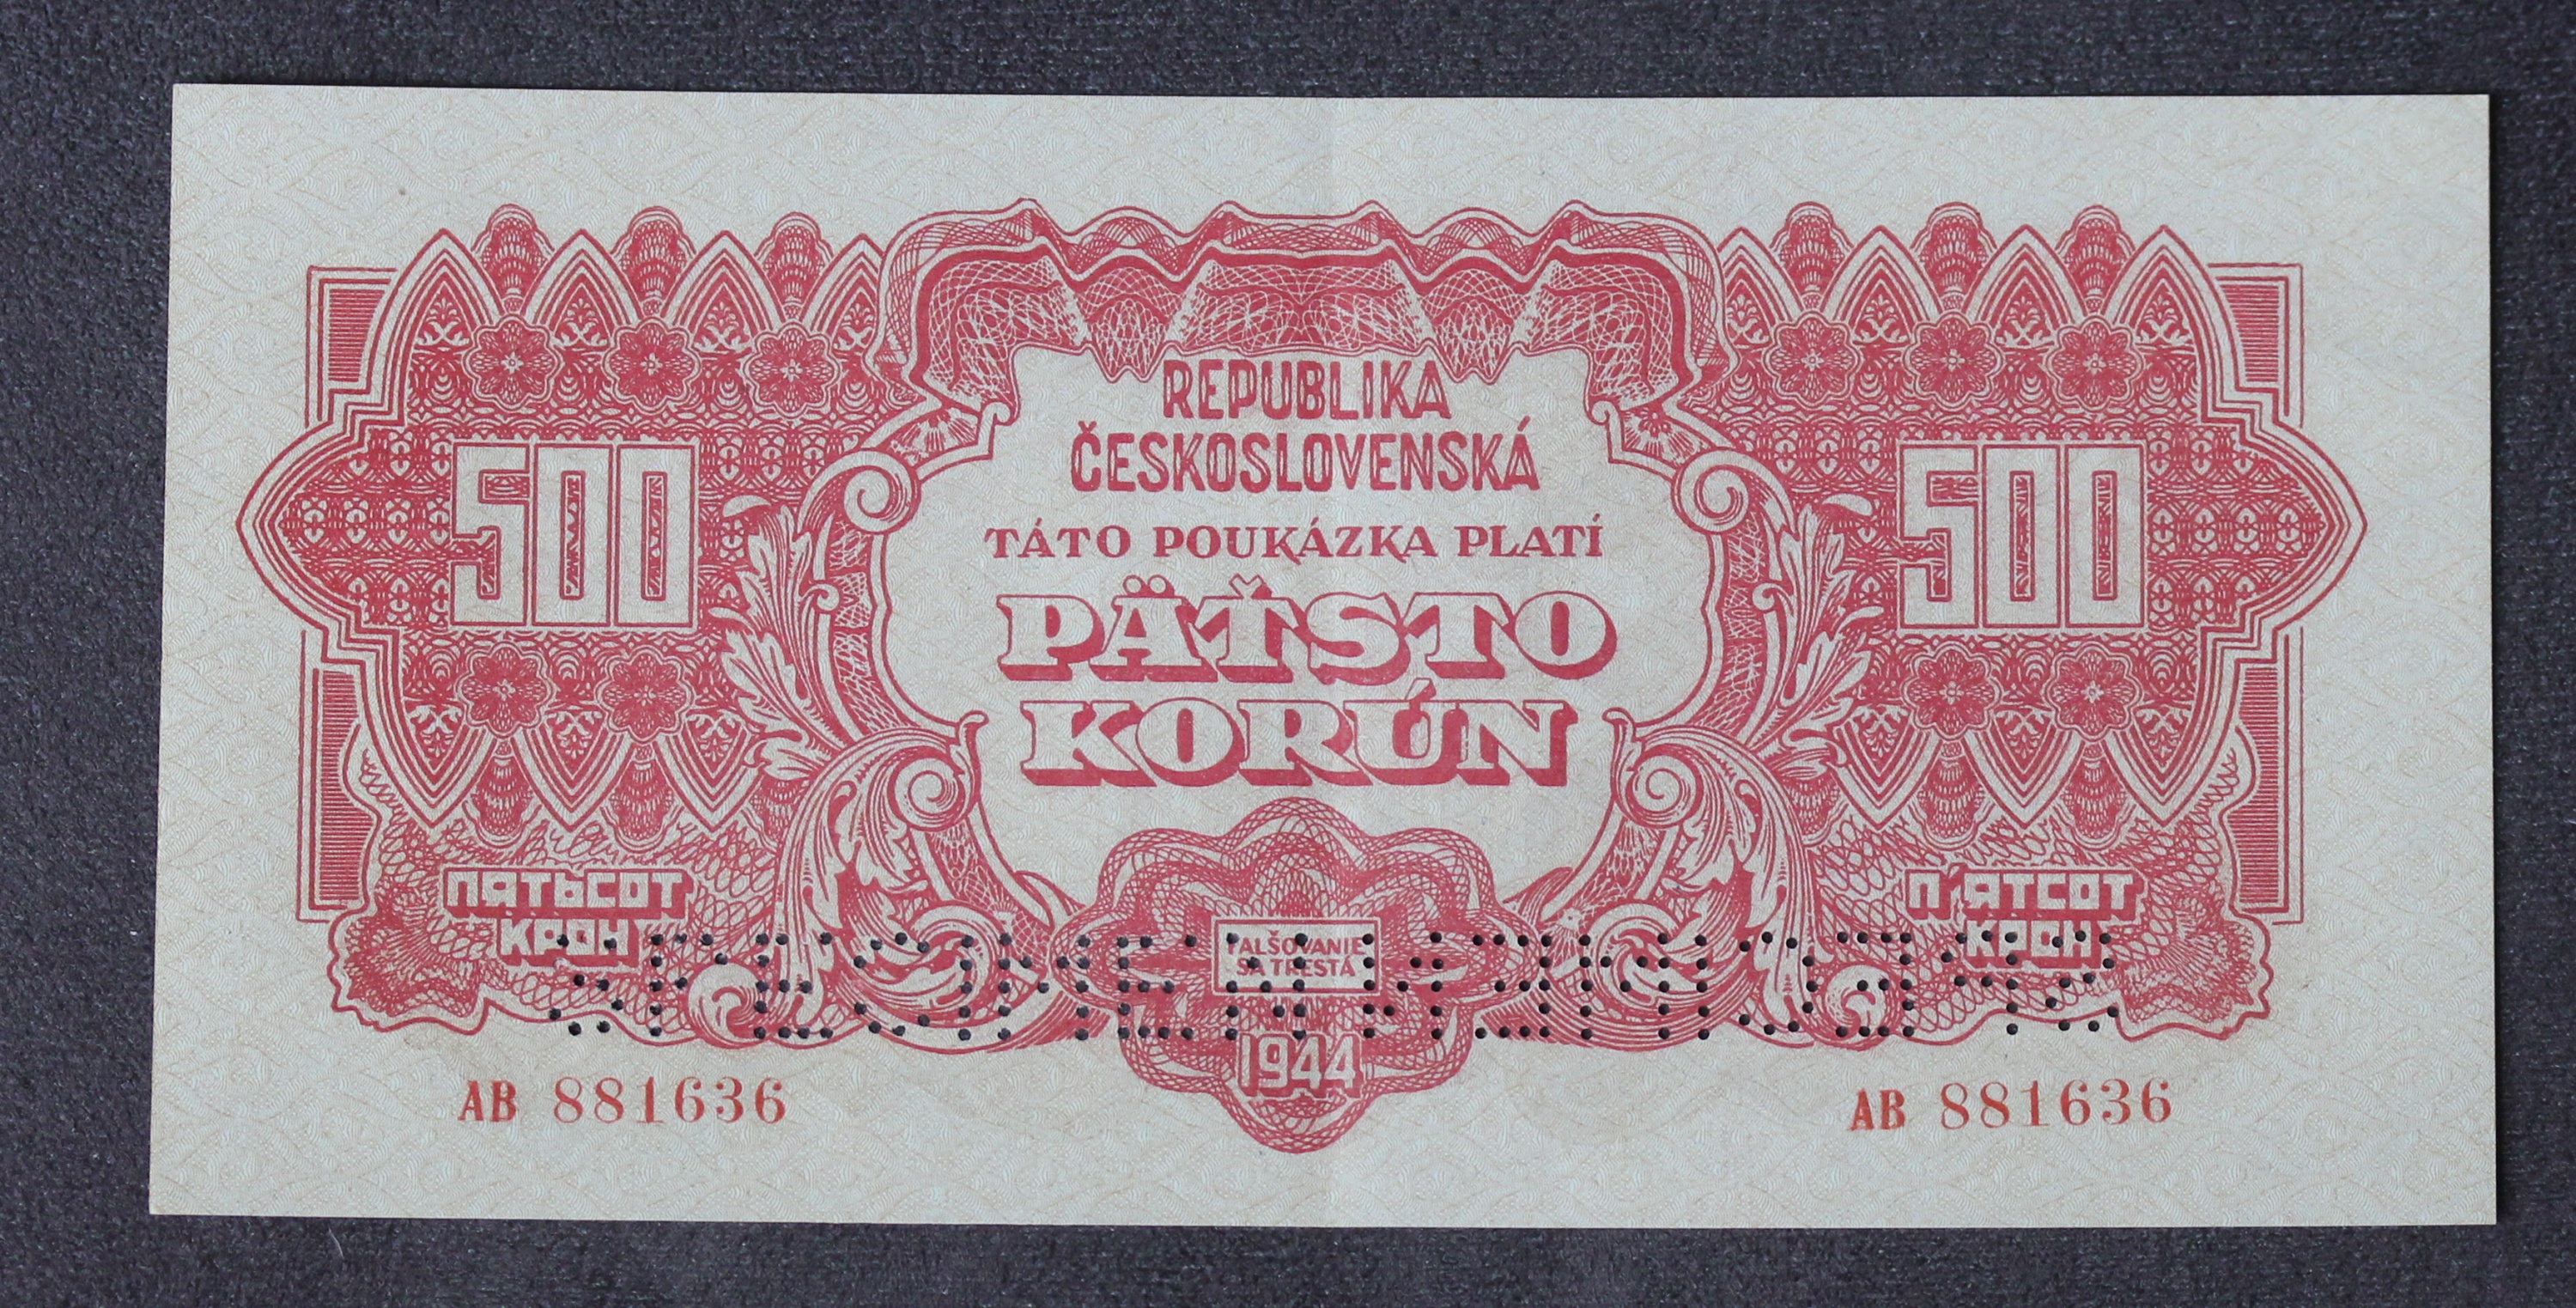 REPUBLIKA
ČESKOSLOVENSKÁ
TÁTO POUKÁZKA PLATÍ
PÄŤSTO
KORÚN
500
500
ПЯТЬСОТ
КРОН
П'ЯТСОТ
КРОН
FALŠOVANIE
SA TRESTÁ
1944
AB 881636
AB 881636